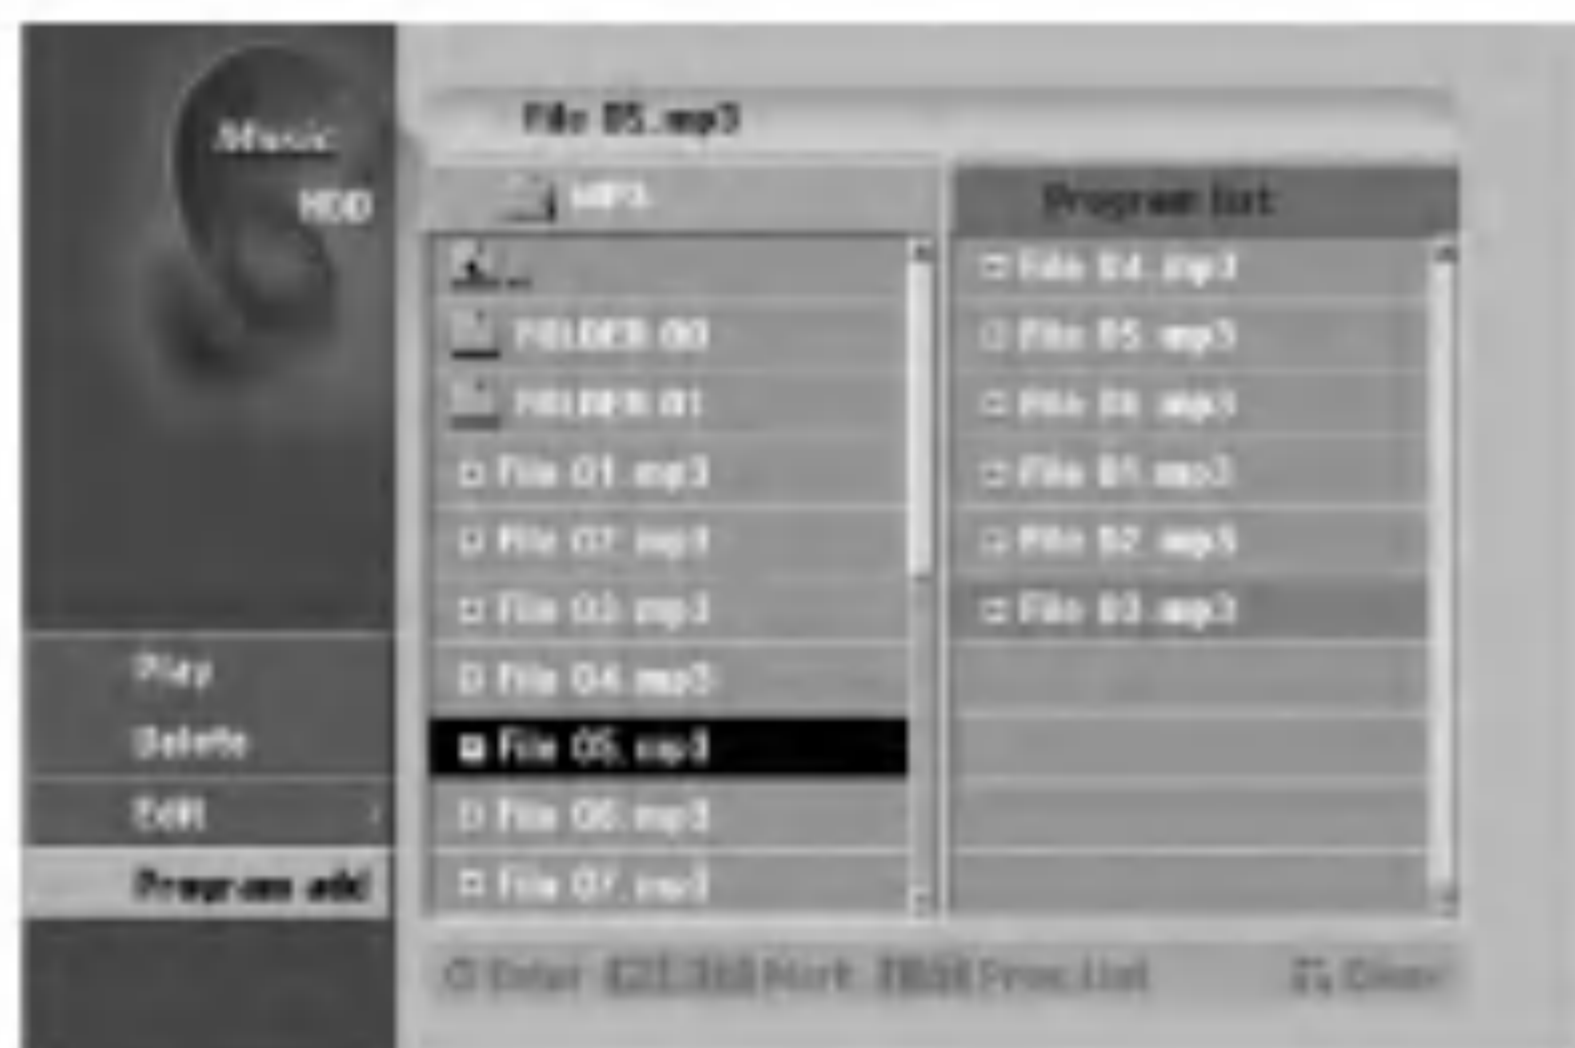 Music
HDD
File 05.mp3
MP3
Program list
FOLDER 00
FOLDER 01
File 01.mp3
File 02.mp3
File 03.mp3
File 04.mp3
File 05.mp3
File 06.mp3
File 07.mp3
File 04.mp3
File 05.mp3
File 06.mp3
File 01.mp3
File 02.mp3
File 03.mp3
Play
Delete
Edit
Program add
Enter Mark Prog.List Close